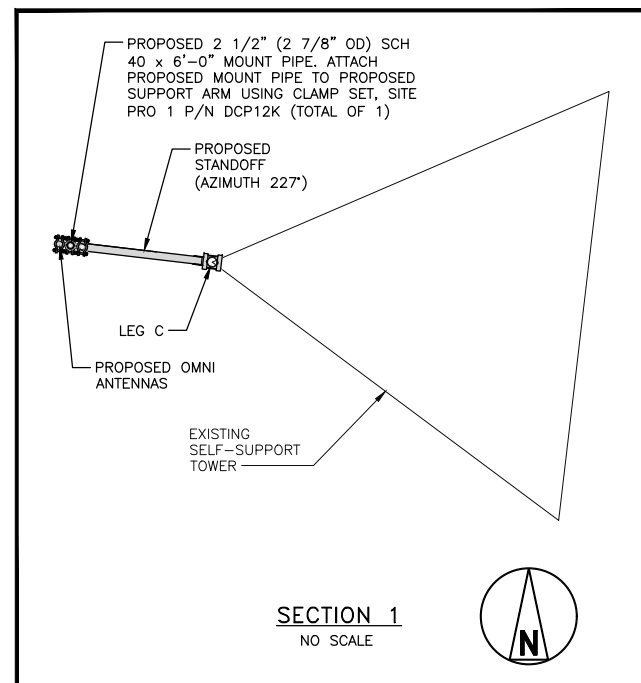 PROPOSED 2 1/2" (2 7/8" OD) SCH
40 x 6'-0" MOUNT PIPE. ATTACH
PROPOSED MOUNT PIPE TO PROPOSED
SUPPORT ARM USING CLAMP SET, SITE
PRO 1 P/N DCP12K (TOTAL OF 1)
PROPOSED
STANDOFF
(AZIMUTH 227°)
LEG C
PROPOSED OMNI
ANTENNAS
EXISTING
SELF-SUPPORT
TOWER
SECTION 1
NO SCALE
N